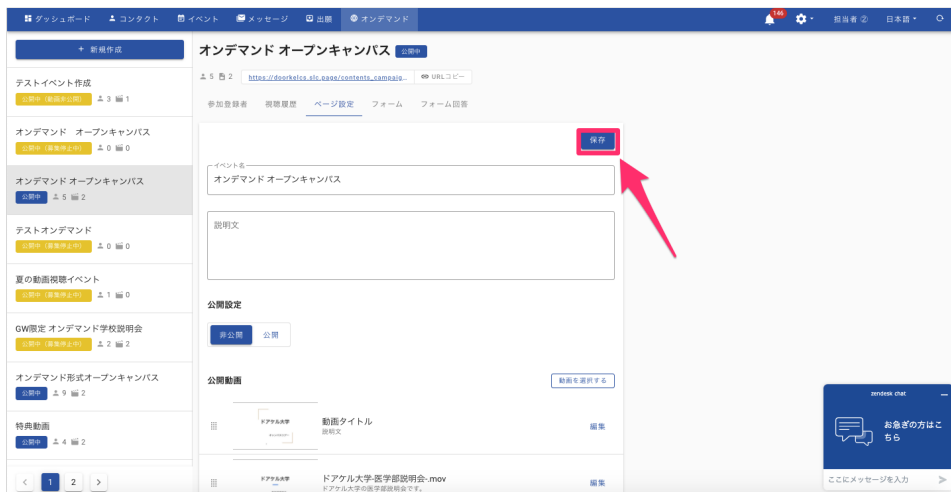 ダッシュボード コンタクト イベント メッセージ 出願 オンデマンド 146 担当者 ② 日本語
+ 新規作成
テストイベント作成
公開中（動画非公開） 3 1
オンデマンド　オープンキャンパス
公開中（募集停止中） 0 0
オンデマンド オープンキャンパス
公開中 5 2
テストオンデマンド
公開中（募集停止中） 0 0
夏の動画視聴イベント
公開中（募集停止中） 1 0
GW限定 オンデマンド学校説明会
公開中（募集停止中） 2 2
オンデマンド形式オープンキャンパス
公開中 9 2
特典動画
公開中 4 2
< 1 2 >
オンデマンド オープンキャンパス 公開中
5 2 https://doorkelce.slc.page/contents_campaig… URLコピー
参加登録者 視聴履歴 ページ設定 フォーム フォーム回答
保存
イベント名
オンデマンド オープンキャンパス
説明文
公開設定
非公開 公開
公開動画 動画を選択する
ドアケル大学
動画タイトル
説明文
編集
ドアケル大学
ドアケル大学-医学部説明会-.mov
ドアケル大学の医学部説明会です。
編集
zendesk chat
お急ぎの方はこ
ちら
ここにメッセージを入力